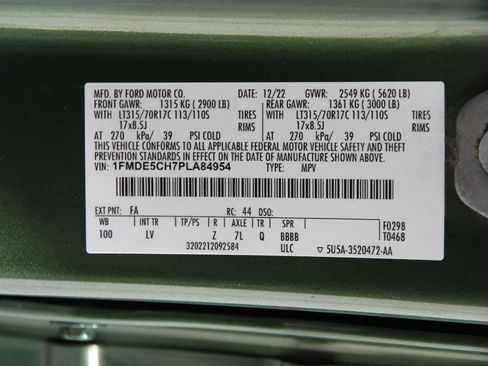 MFD. BY FORD MOTOR CO. 12/22 GVWR: 2549 KG ( 5620 LB)
FRONT GAWR: 1315 KG ( 2900 LB) REAR GAWR: 1361 KG ( 3000 LB)
WITH: LT315/70R17C 113/110S TIRES WITH: LT315/70R17C 113/110S TIRES
17x8.5J RIMS 17x8.5J RIMS
AT 270 kPa/ 39 PSI COLD AT 270 kPa/ 39 PSI COLD
THIS VEHICLE CONFORMS TO ALL APPLICABLE FEDERAL MOTOR VEHICLE SAFETY, BUMPER,
AND THEFT PREVENTION STANDARDS IN EFFECT ON THE DATE OF MANUFACTURE SHOWN ABOVE.
VIN: 1FMDE5CH7PLA84954 TYPE: MPV
EXT PNT: FA RC: 44 DSO:
WB INT TR TP/PS R AXLE TR SPR F0298
100 LV Z 7L Q BBBB T0468
3202212092584 ULC ▽ 5U5A-3520472-AA